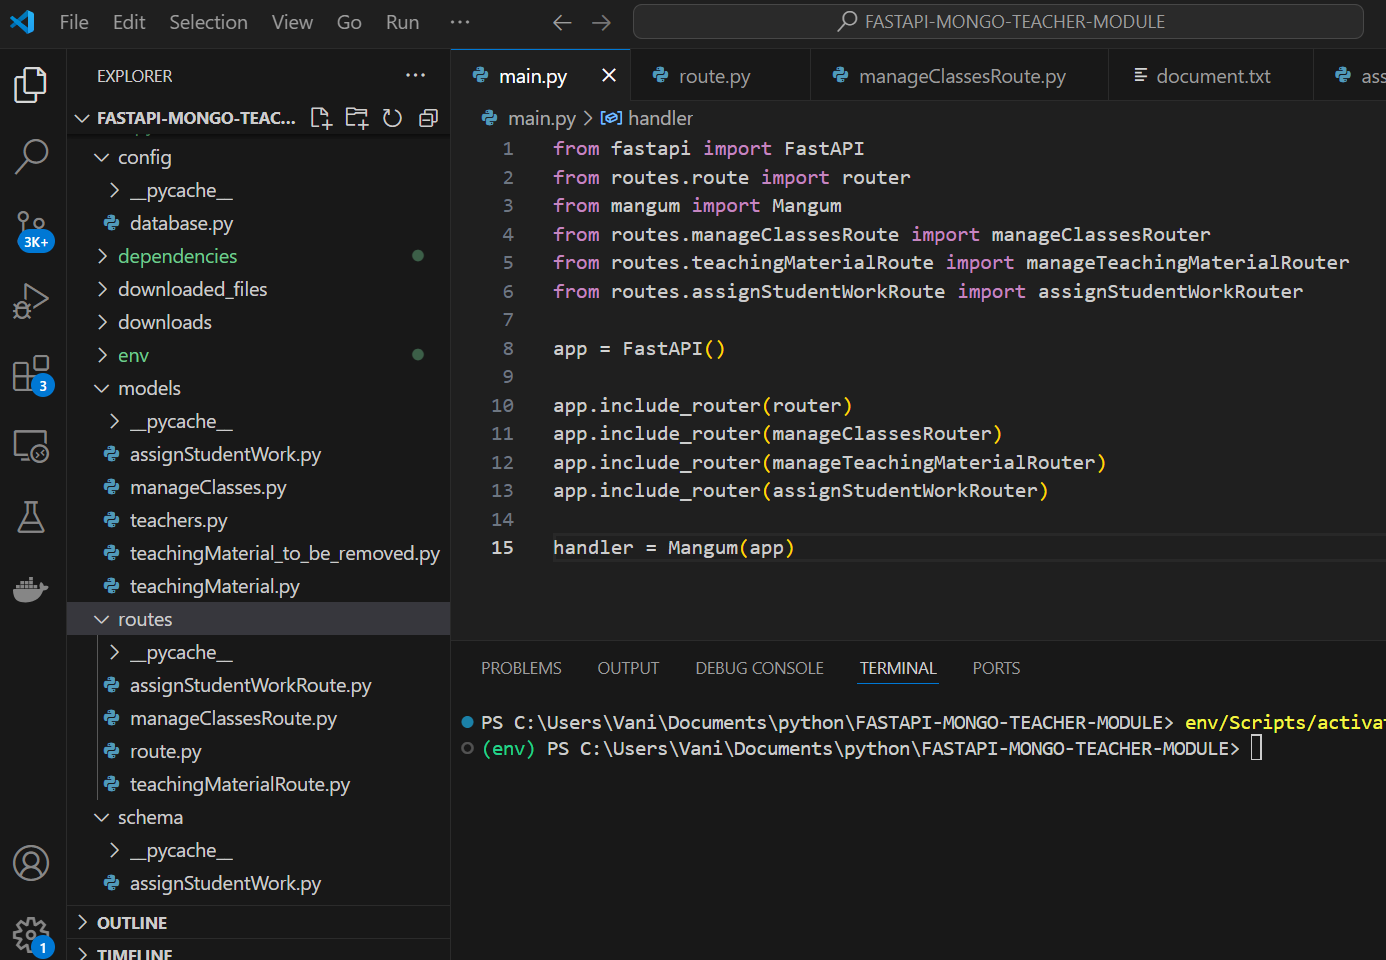 File Edit Selection View Go Run ··· ← → FASTAPI-MONGO-TEACHER-MODULE
EXPLORER ···
FASTAPI-MONGO-TEAC...
config
__pycache__
database.py
dependencies
downloaded_files
downloads
env
models
__pycache__
assignStudentWork.py
manageClasses.py
teachers.py
teachingMaterial_to_be_removed.py
teachingMaterial.py
routes
__pycache__
assignStudentWorkRoute.py
manageClassesRoute.py
route.py
teachingMaterialRoute.py
schema
__pycache__
assignStudentWork.py
OUTLINE
TIMELINE
3K+
3
1
main.py × route.py manageClassesRoute.py document.txt ass
main.py > handler
1 from fastapi import FastAPI
2 from routes.route import router
3 from mangum import Mangum
4 from routes.manageClassesRoute import manageClassesRouter
5 from routes.teachingMaterialRoute import manageTeachingMaterialRouter
6 from routes.assignStudentWorkRoute import assignStudentWorkRouter
7
8 app = FastAPI()
9
10 app.include_router(router)
11 app.include_router(manageClassesRouter)
12 app.include_router(manageTeachingMaterialRouter)
13 app.include_router(assignStudentWorkRouter)
14
15 handler = Mangum(app)
PROBLEMS OUTPUT DEBUG CONSOLE TERMINAL PORTS
PS C:\Users\Vani\Documents\python\FASTAPI-MONGO-TEACHER-MODULE> env/Scripts/activat
(env) PS C:\Users\Vani\Documents\python\FASTAPI-MONGO-TEACHER-MODULE>